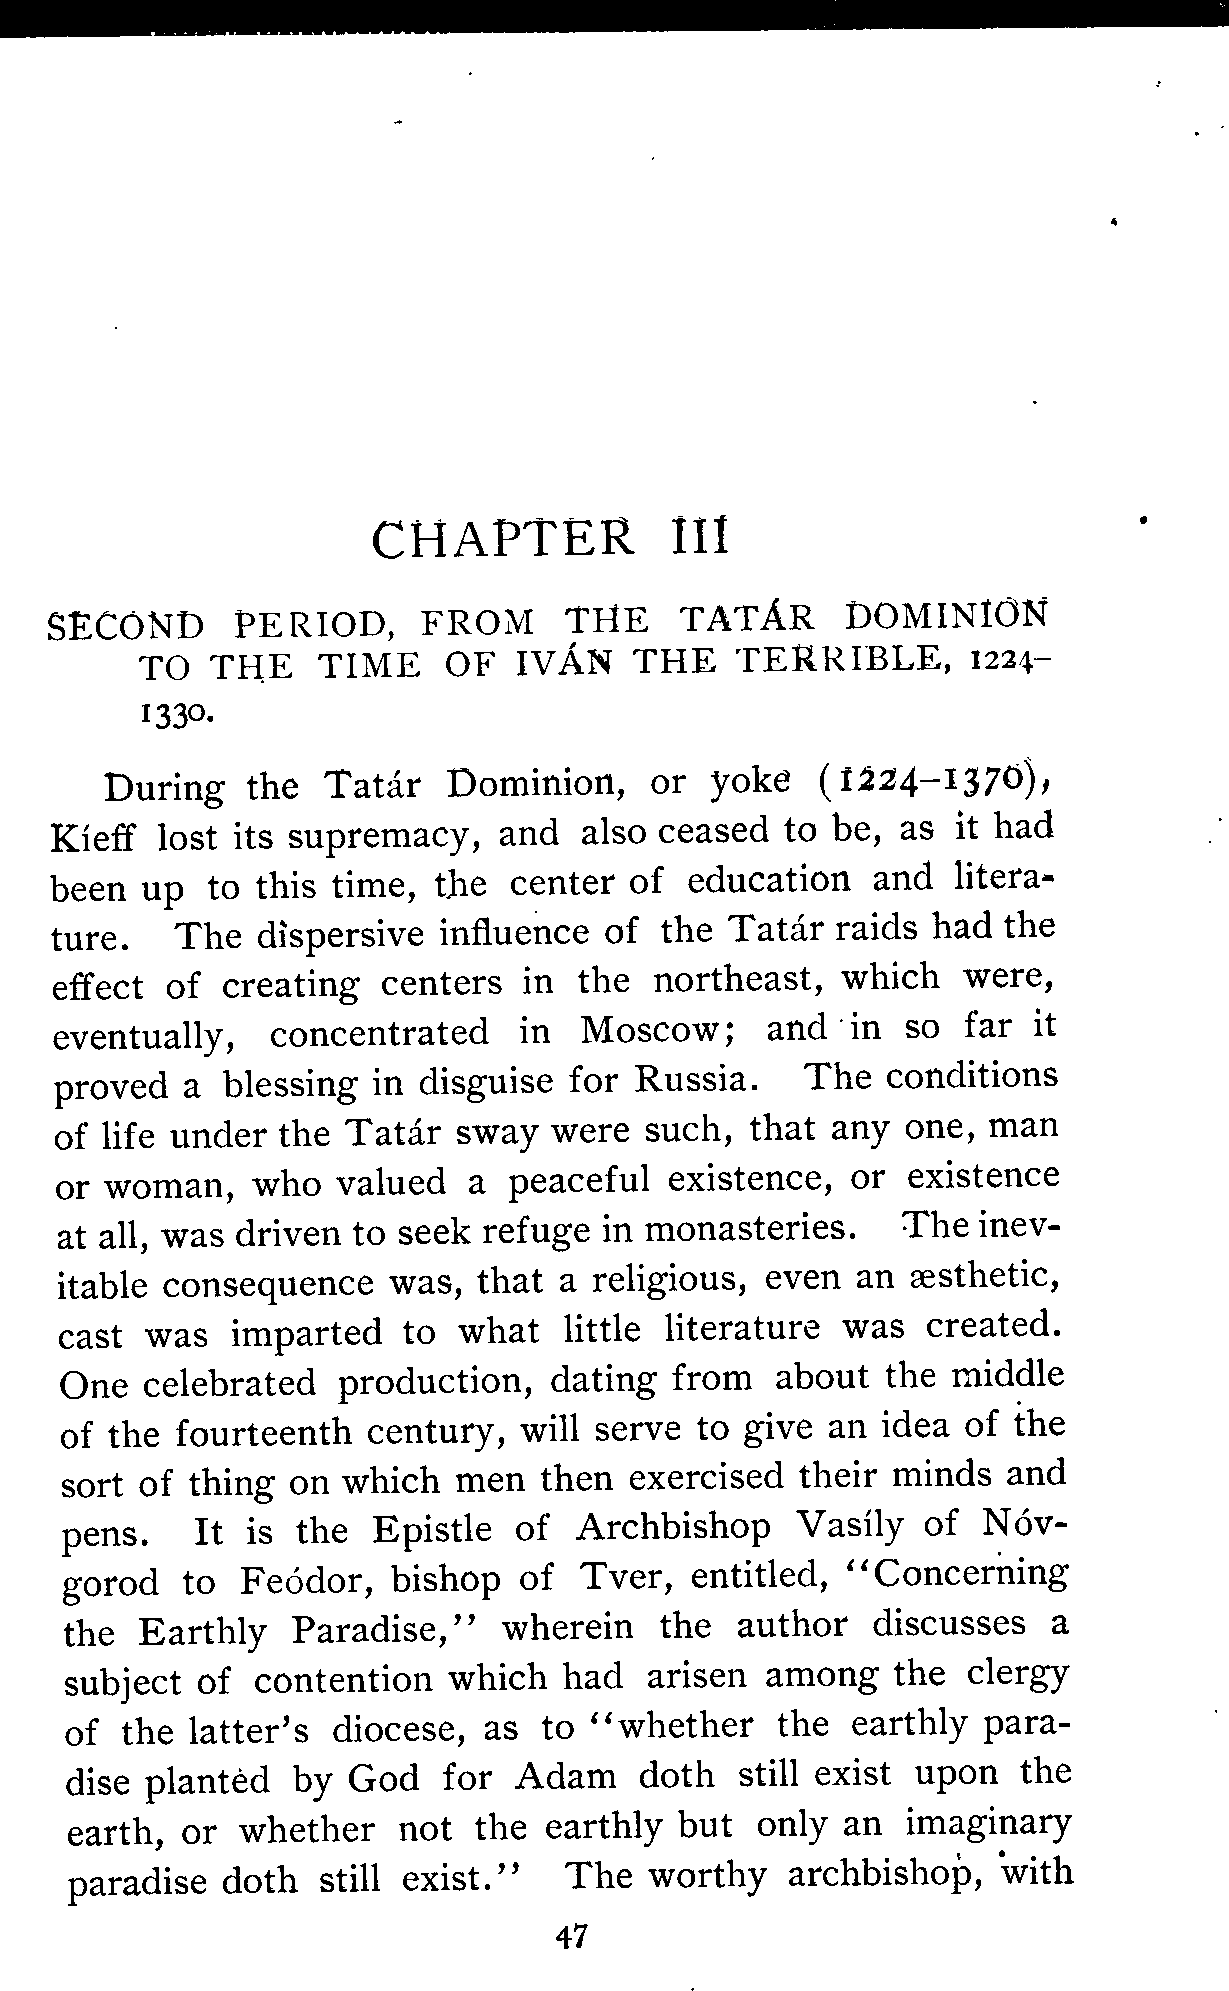 CHAPTER III
SECOND PERIOD, FROM THE TATÁR DOMINION
TO THE TIME OF IVÁN THE TERRIBLE, 1224–
1330.
During the Tatár Dominion, or yoke (1224–1370),
Kíeff lost its supremacy, and also ceased to be, as it had
been up to this time, the center of education and litera-
ture. The dispersive influence of the Tatár raids had the
effect of creating centers in the northeast, which were,
eventually, concentrated in Moscow; and in so far it
proved a blessing in disguise for Russia. The conditions
of life under the Tatár sway were such, that any one, man
or woman, who valued a peaceful existence, or existence
at all, was driven to seek refuge in monasteries. The inev-
itable consequence was, that a religious, even an æsthetic,
cast was imparted to what little literature was created.
One celebrated production, dating from about the middle
of the fourteenth century, will serve to give an idea of the
sort of thing on which men then exercised their minds and
pens. It is the Epistle of Archbishop Vasíly of Nóv-
gorod to Feódor, bishop of Tver, entitled, "Concerning
the Earthly Paradise," wherein the author discusses a
subject of contention which had arisen among the clergy
of the latter's diocese, as to "whether the earthly para-
dise planted by God for Adam doth still exist upon the
earth, or whether not the earthly but only an imaginary
paradise doth still exist." The worthy archbishop, with
47